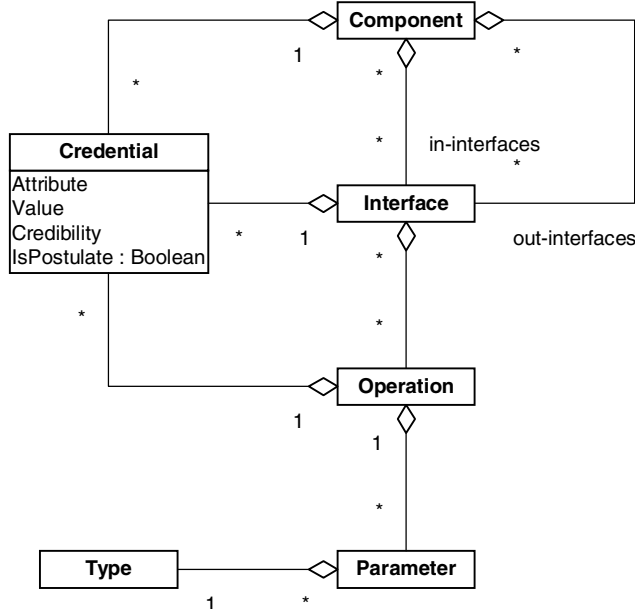 Component
1
*
*
*
Credential
Attribute
Value
Credibility
IsPostulate : Boolean
*
in-interfaces
*
Interface
*
1
*
out-interfaces
*
*
Operation
1
1
*
Type
Parameter
1
*